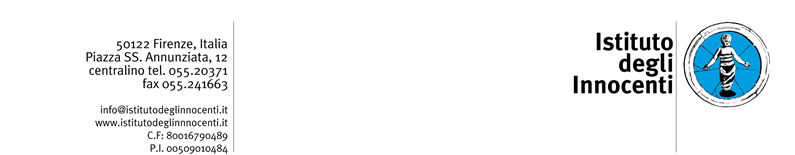 50122 Firenze, Italia
Piazza SS. Annunziata, 12
centralino tel. 055.20371
fax 055.241663
info@istitutodeglinnocenti.it
www.istitutodeglinnnocenti.it
C.F: 80016790489
P.I. 00509010484
Istituto
degli
Innocenti